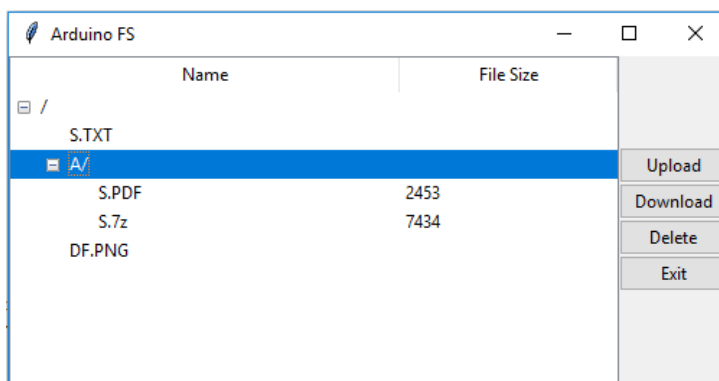 Arduino FS
Name File Size
/
S.TXT
A/
Upload
S.PDF 2453
Download
S.7z 7434
Delete
DF.PNG
Exit